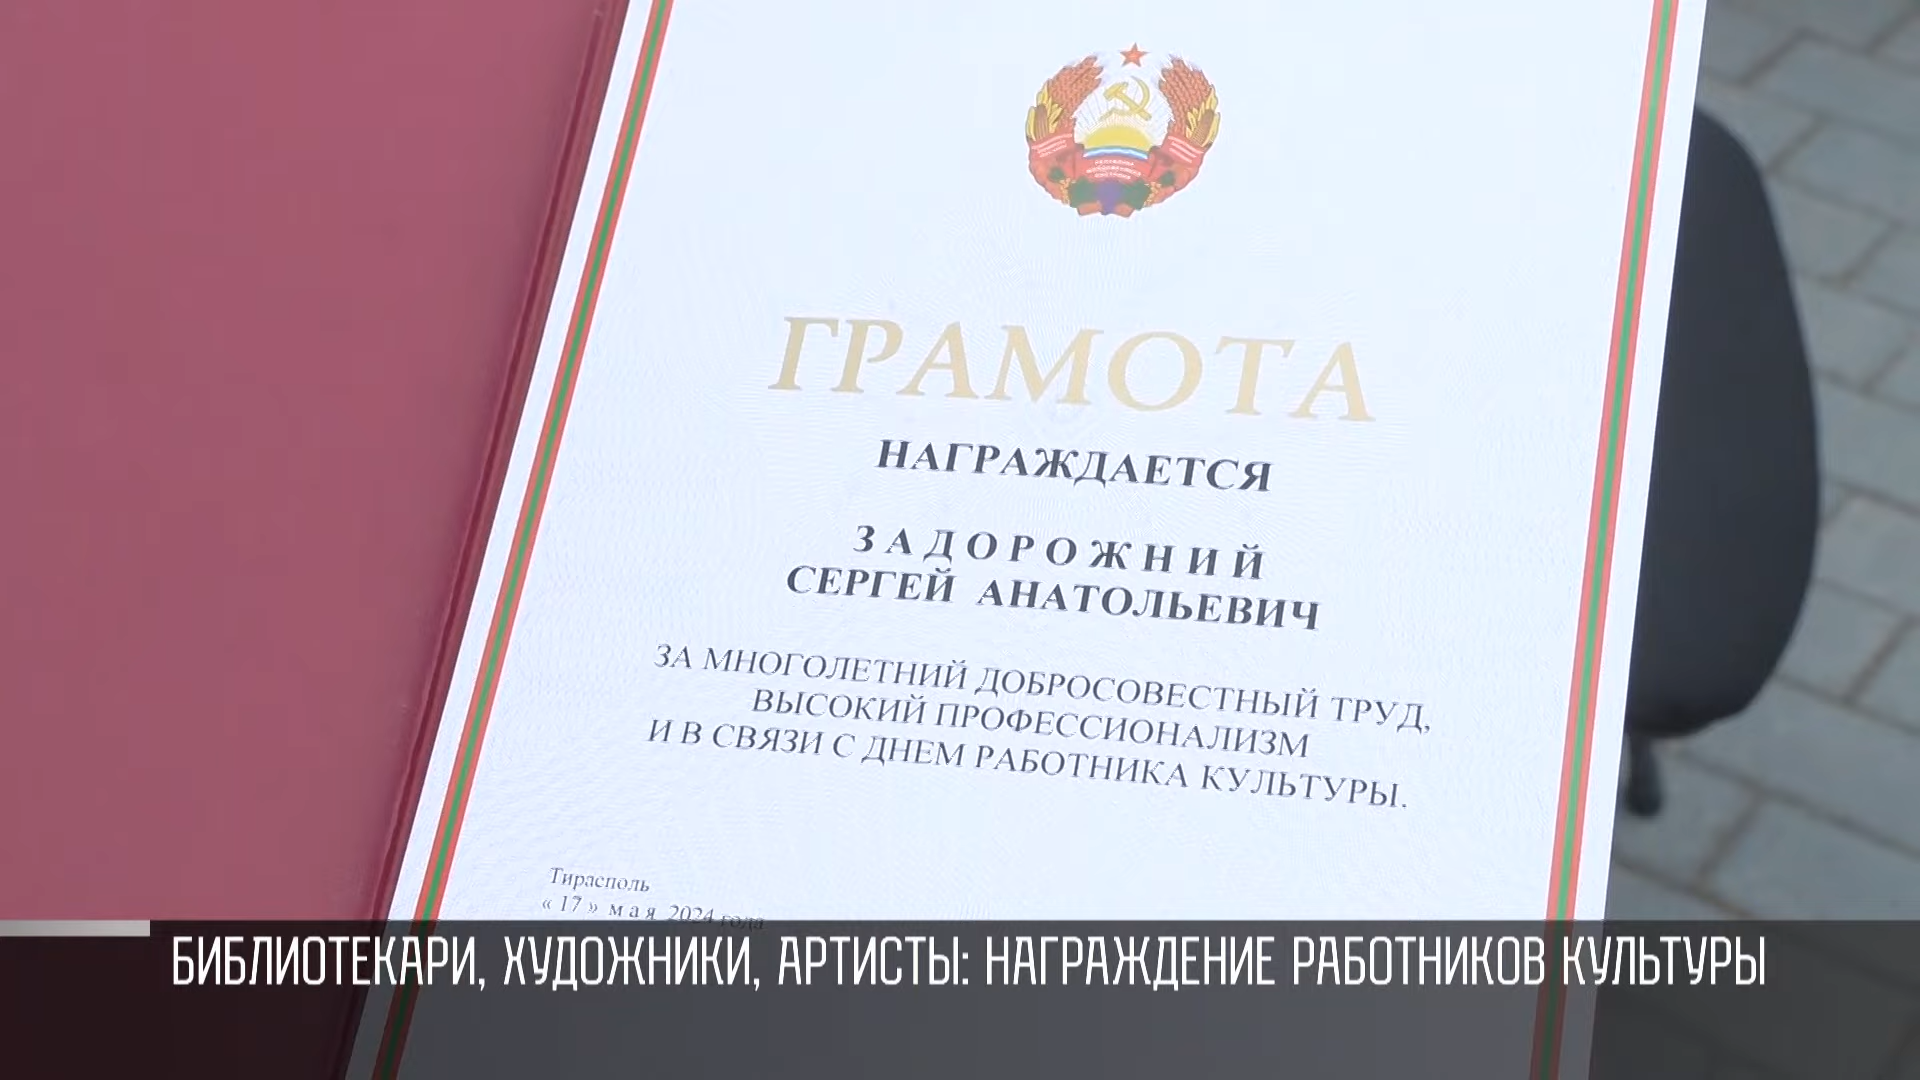 ГРАМОТА
НАГРАЖДАЕТСЯ
ЗАДОРОЖНИЙ
СЕРГЕЙ АНАТОЛЬЕВИЧ
ЗА МНОГОЛЕТНИЙ ДОБРОСОВЕСТНЫЙ ТРУД,
ВЫСОКИЙ ПРОФЕССИОНАЛИЗМ
И В СВЯЗИ С ДНЕМ РАБОТНИКА КУЛЬТУРЫ.
Тирасполь
« 17 » мая 2024 года
БИБЛИОТЕКАРИ, ХУДОЖНИКИ, АРТИСТЫ: НАГРАЖДЕНИЕ РАБОТНИКОВ КУЛЬТУРЫ